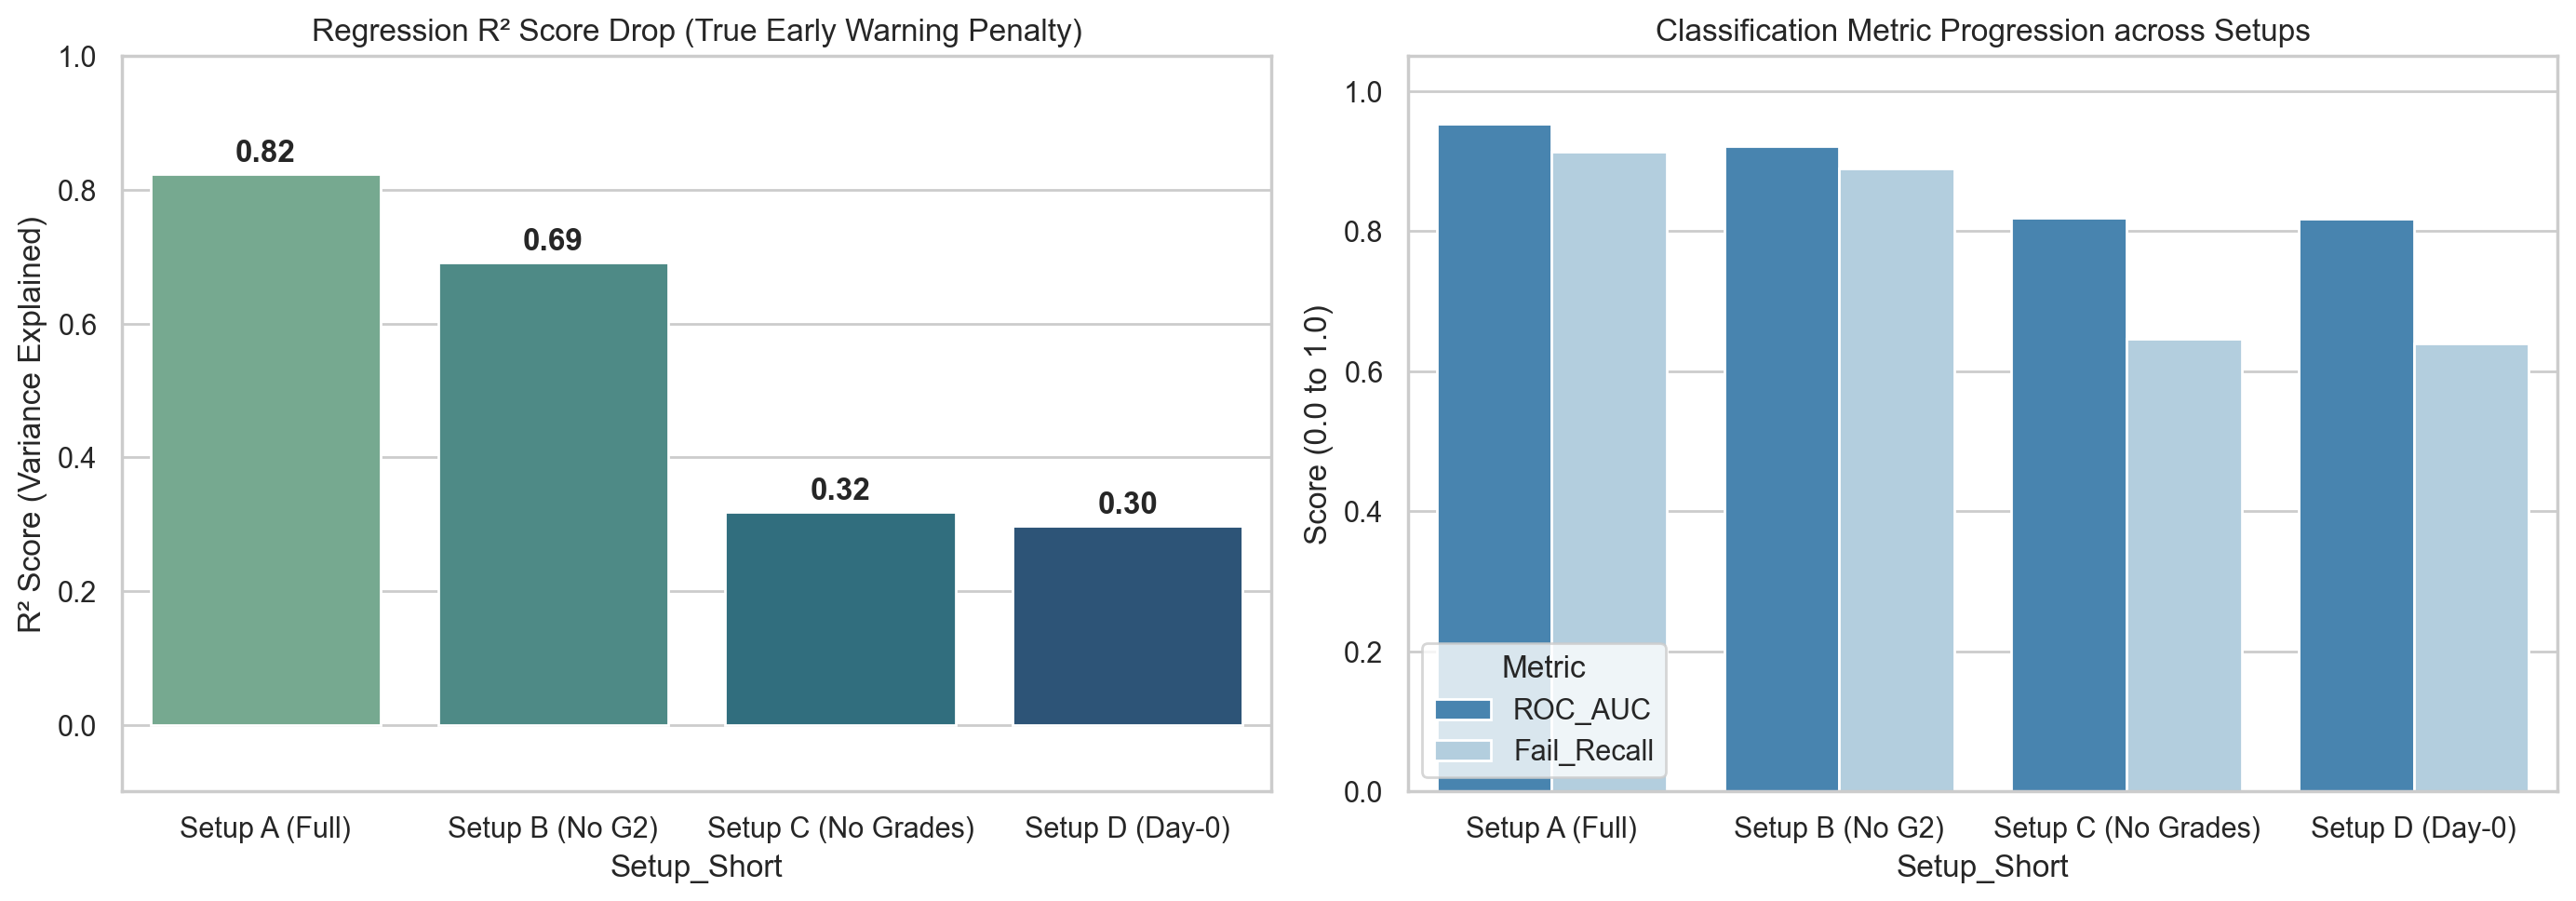 Regression R² Score Drop (True Early Warning Penalty)
R² Score (Variance Explained)
1.0
0.8
0.6
0.4
0.2
0.0
0.82
0.69
0.32
0.30
Setup A (Full)
Setup B (No G2)
Setup C (No Grades)
Setup D (Day-0)
Setup_Short
Classification Metric Progression across Setups
Score (0.0 to 1.0)
1.0
0.8
0.6
0.4
0.2
0.0
Metric
ROC_AUC
Fail_Recall
Setup A (Full)
Setup B (No G2)
Setup C (No Grades)
Setup D (Day-0)
Setup_Short